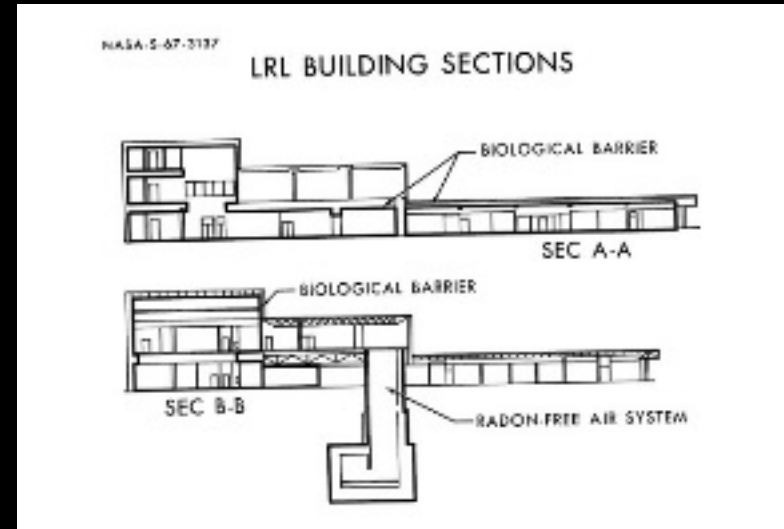 NASA-S-67-3137
LRL BUILDING SECTIONS
BIOLOGICAL BARRIER
SEC A-A
BIOLOGICAL BARRIER
SEC B-B
RADON-FREE AIR SYSTEM